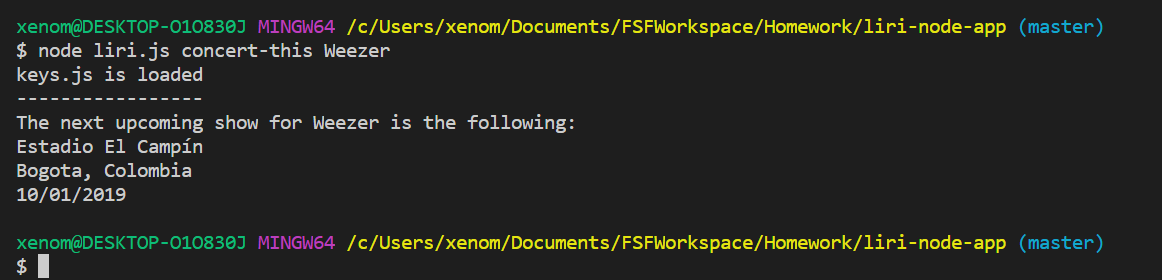 xenom@DESKTOP-O1O830J MINGW64 /c/Users/xenom/Documents/FSFWorkspace/Homework/liri-node-app (master)
$ node liri.js concert-this Weezer
keys.js is loaded
-----------------
The next upcoming show for Weezer is the following:
Estadio El Campín
Bogota, Colombia
10/01/2019
xenom@DESKTOP-O1O830J MINGW64 /c/Users/xenom/Documents/FSFWorkspace/Homework/liri-node-app (master)
$